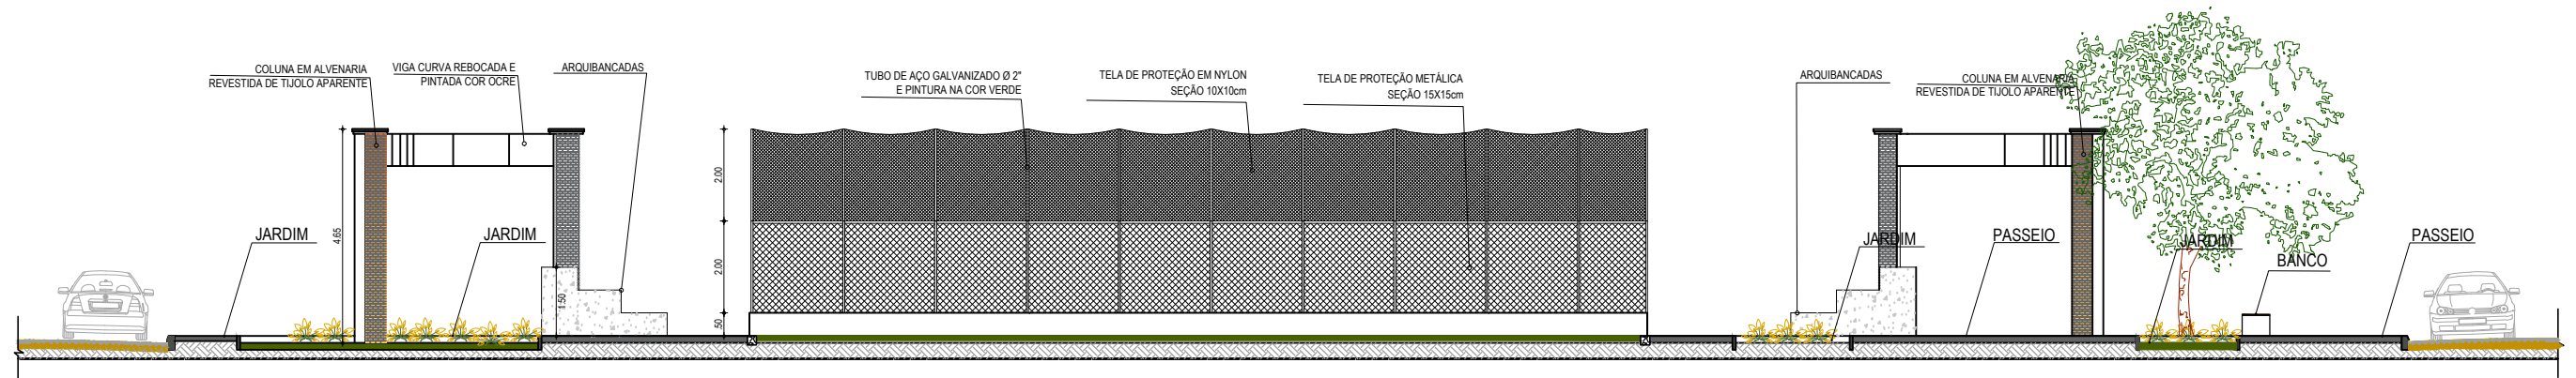 COLUNA EM ALVENARIA
REVESTIDA DE TIJOLO APARENTE
VIGA CURVA REBOCADA E
PINTADA COR OCRE
ARQUIBANCADAS
TUBO DE AÇO GALVANIZADO Ø 2"
E PINTURA NA COR VERDE
TELA DE PROTEÇÃO EM NYLON
SEÇÃO 10X10cm
TELA DE PROTEÇÃO METÁLICA
SEÇÃO 15X15cm
ARQUIBANCADAS
COLUNA EM ALVENARIA
REVESTIDA DE TIJOLO APARENTE
JARDIM
4.65
JARDIM
1.50
2.00
2.00
.50
JARDIM
PASSEIO
JARDIM
BANCO
PASSEIO